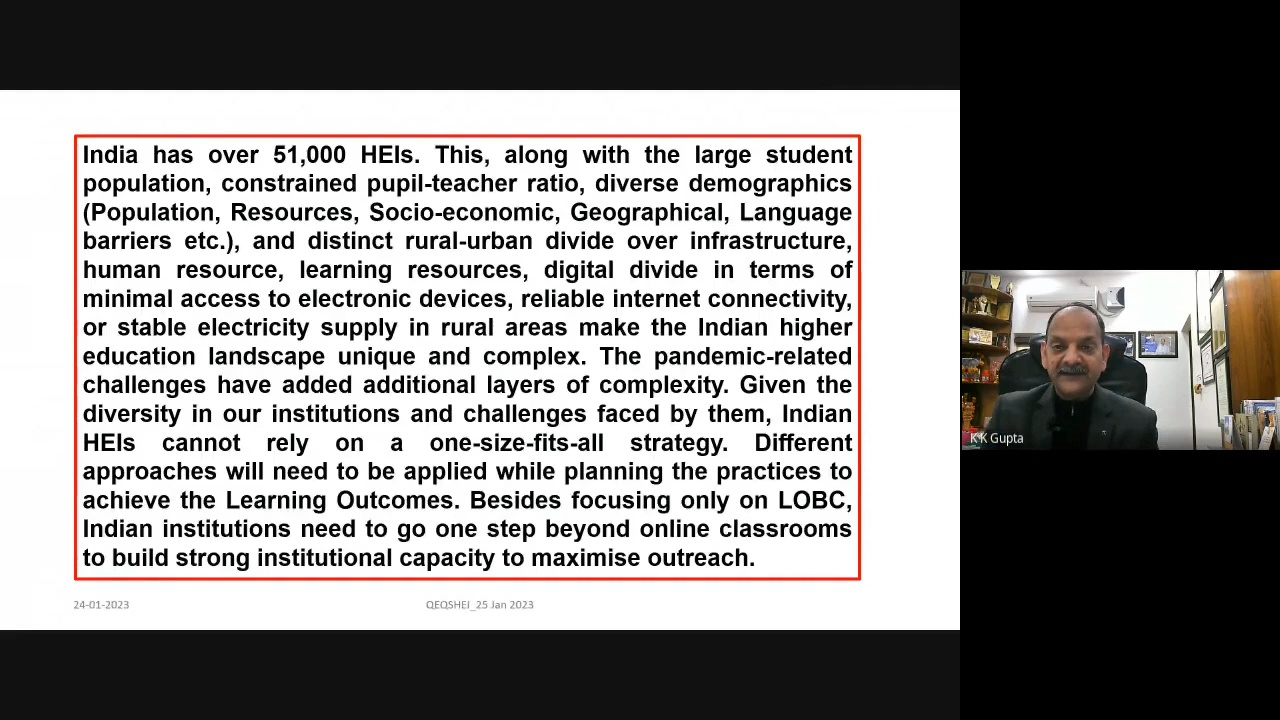 India has over 51,000 HEIs. This, along with the large student
population, constrained pupil-teacher ratio, diverse demographics
(Population, Resources, Socio-economic, Geographical, Language
barriers etc.), and distinct rural-urban divide over infrastructure,
human resource, learning resources, digital divide in terms of
minimal access to electronic devices, reliable internet connectivity,
or stable electricity supply in rural areas make the Indian higher
education landscape unique and complex. The pandemic-related
challenges have added additional layers of complexity. Given the
diversity in our institutions and challenges faced by them, Indian
HEIs cannot rely on a one-size-fits-all strategy. Different
approaches will need to be applied while planning the practices to
achieve the Learning Outcomes. Besides focusing only on LOBC,
Indian institutions need to go one step beyond online classrooms
to build strong institutional capacity to maximise outreach.
24-01-2023
QEQSHEI_25 Jan 2023
K K Gupta